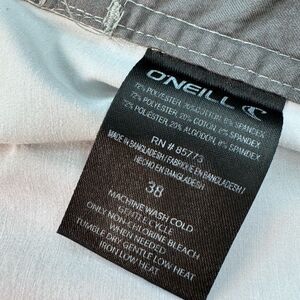 O'NEILL
72% POLYESTER, 20% COTTON, 8% SPANDEX
72% POLYESTER, 20% COTON, 8% SPANDEX
72% POLIÉSTER, 20% ALGODON, 8% SPANDEX
RN # 85773
MADE IN BANGLADESH / FABRIQUE EN BANGLADESH /
HECHO EN BANGLADESH
38
MACHINE WASH COLD
GENTLE CYCLE
ONLY NON-CHLORINE BLEACH
WHEN NEEDED
TUMBLE DRY GENTLE LOW HEAT
IRON LOW HEAT